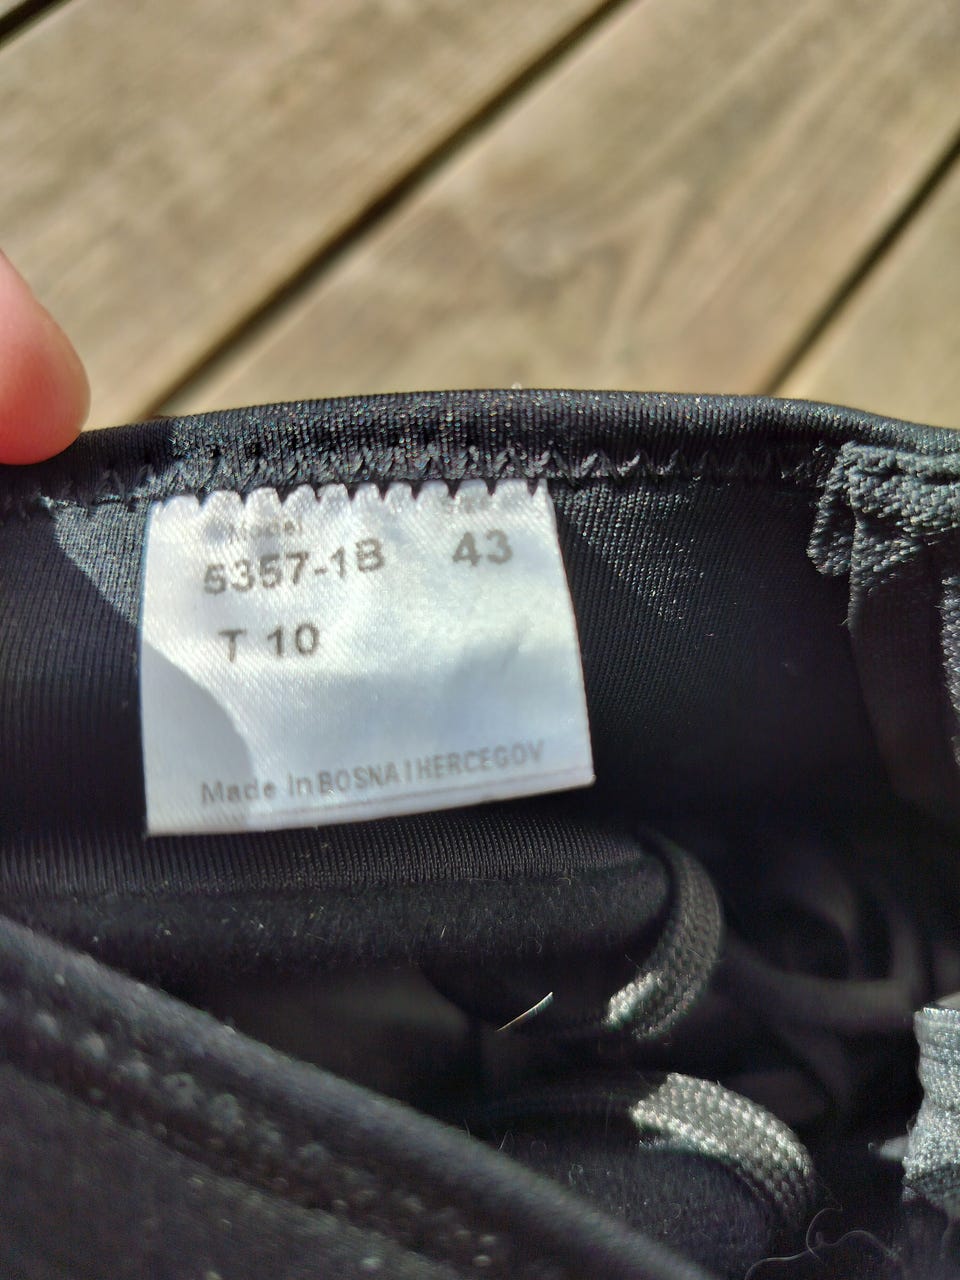 5357-1B 43
T 10
Made In BOSNA I HERCEGOV